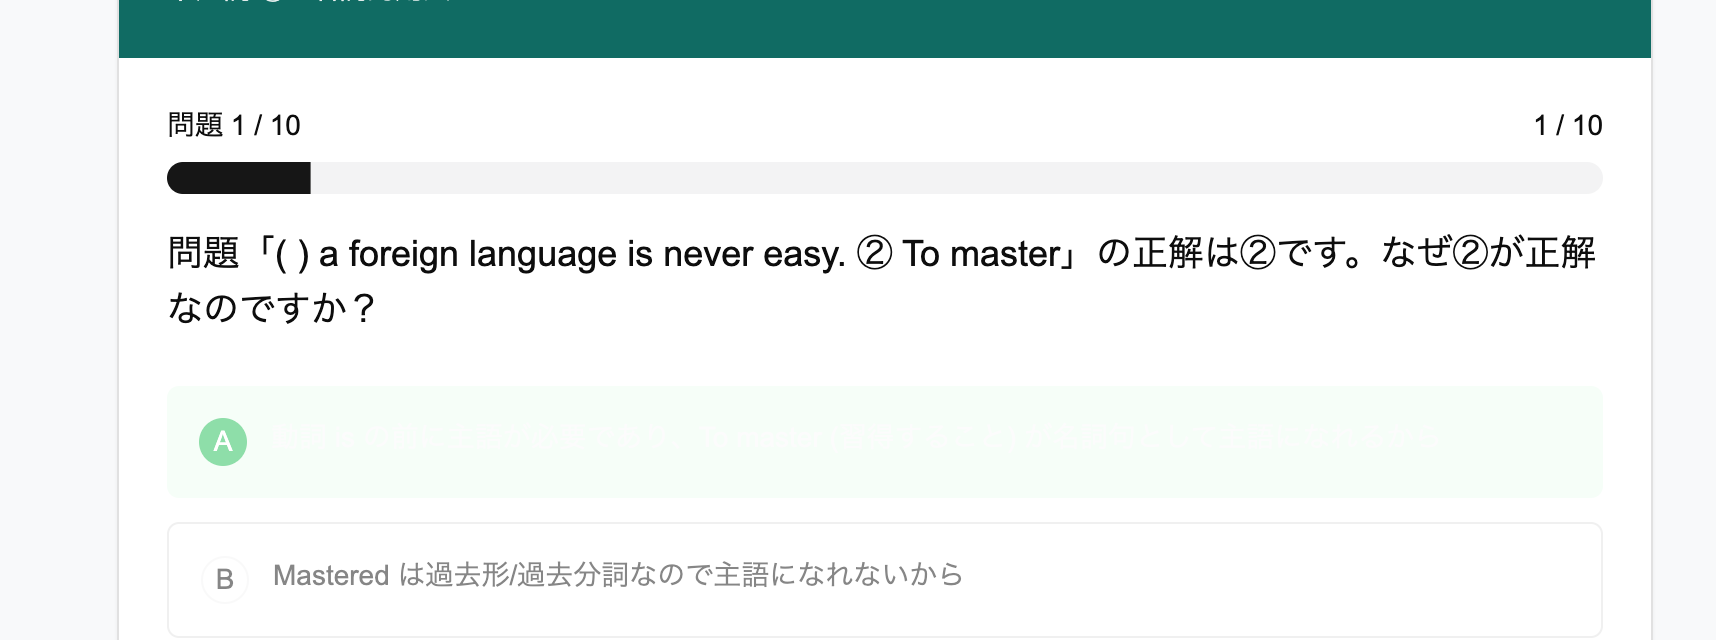 問題 1 / 10
1 / 10
問題「( ) a foreign language is never easy. ② To master」の正解は②です。なぜ②が正解
なのですか？
A
B
Mastered は過去形/過去分詞なので主語になれないから